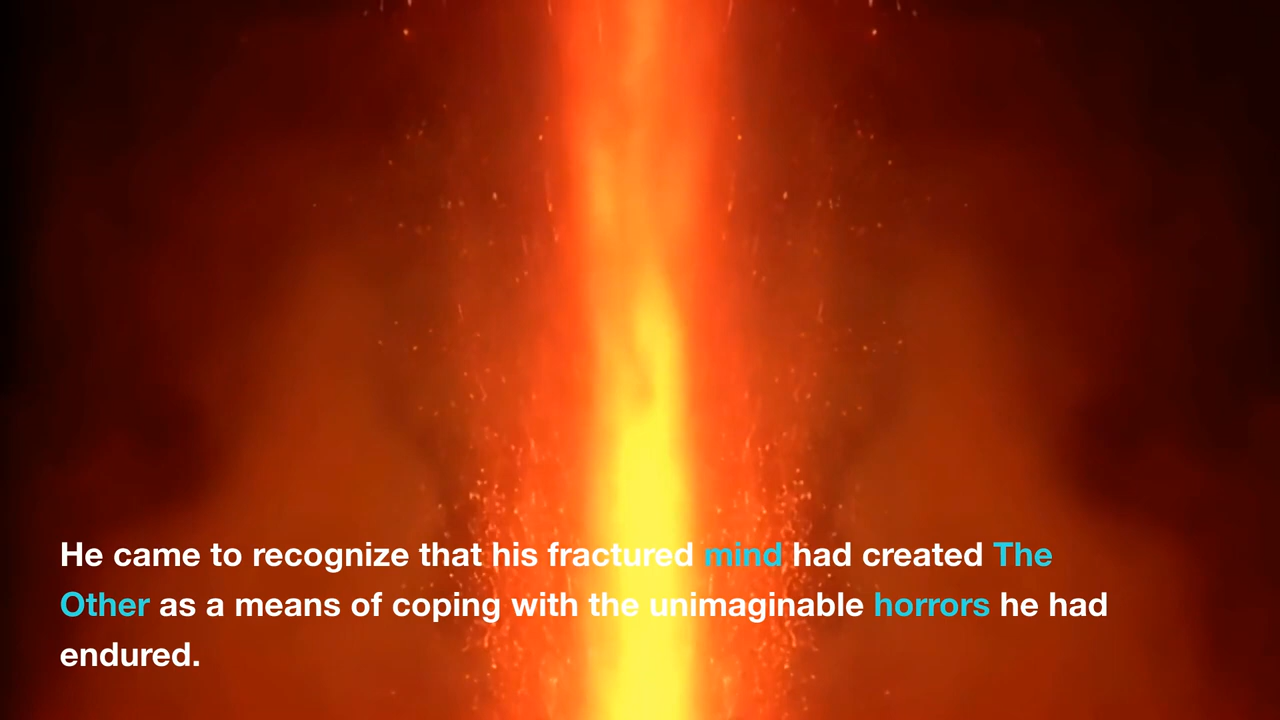 He came to recognize that his fractured mind had created The
Other as a means of coping with the unimaginable horrors he had
endured.